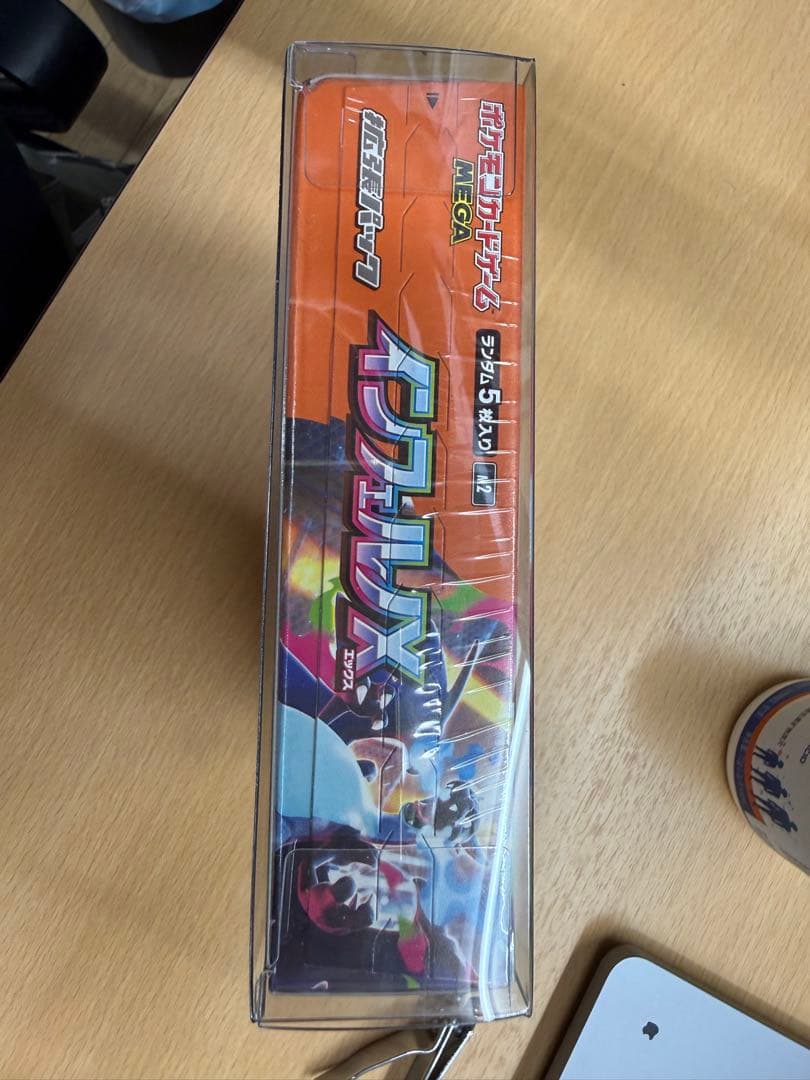 ポケモンカードゲーム
MEGA
拡張パック
ランダム5枚入り
M2
インフェルノX
エックス